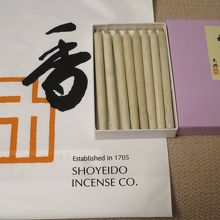 香
Established in 1705
SHOYEIDO
INCENSE CO.